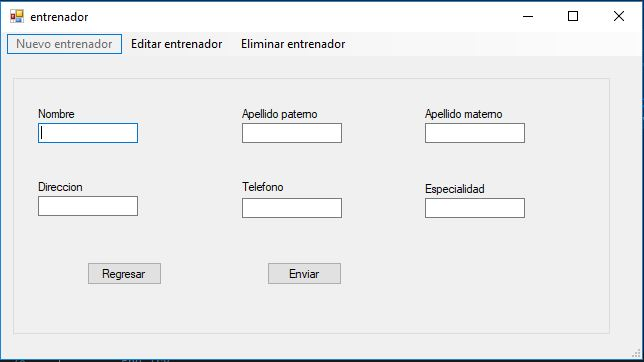 entrenador
Nuevo entrenador Editar entrenador Eliminar entrenador
Nombre Apellido paterno Apellido materno
Direccion Telefono Especialidad
Regresar Enviar